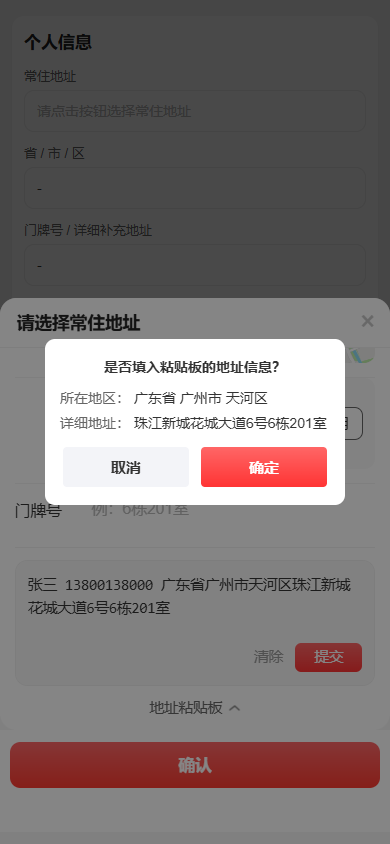 个人信息
常住地址
请点击按钮选择常住地址
省 / 市 / 区
-
门牌号 / 详细补充地址
-
请选择常住地址
×
是否填入粘贴板的地址信息?
所在地区： 广东省 广州市 天河区
详细地址： 珠江新城花城大道6号6栋201室
取消
确定
门牌号
例：6栋201室
张三 13800138000 广东省广州市天河区珠江新城
花城大道6号6栋201室
清除
提交
地址粘贴板
确认